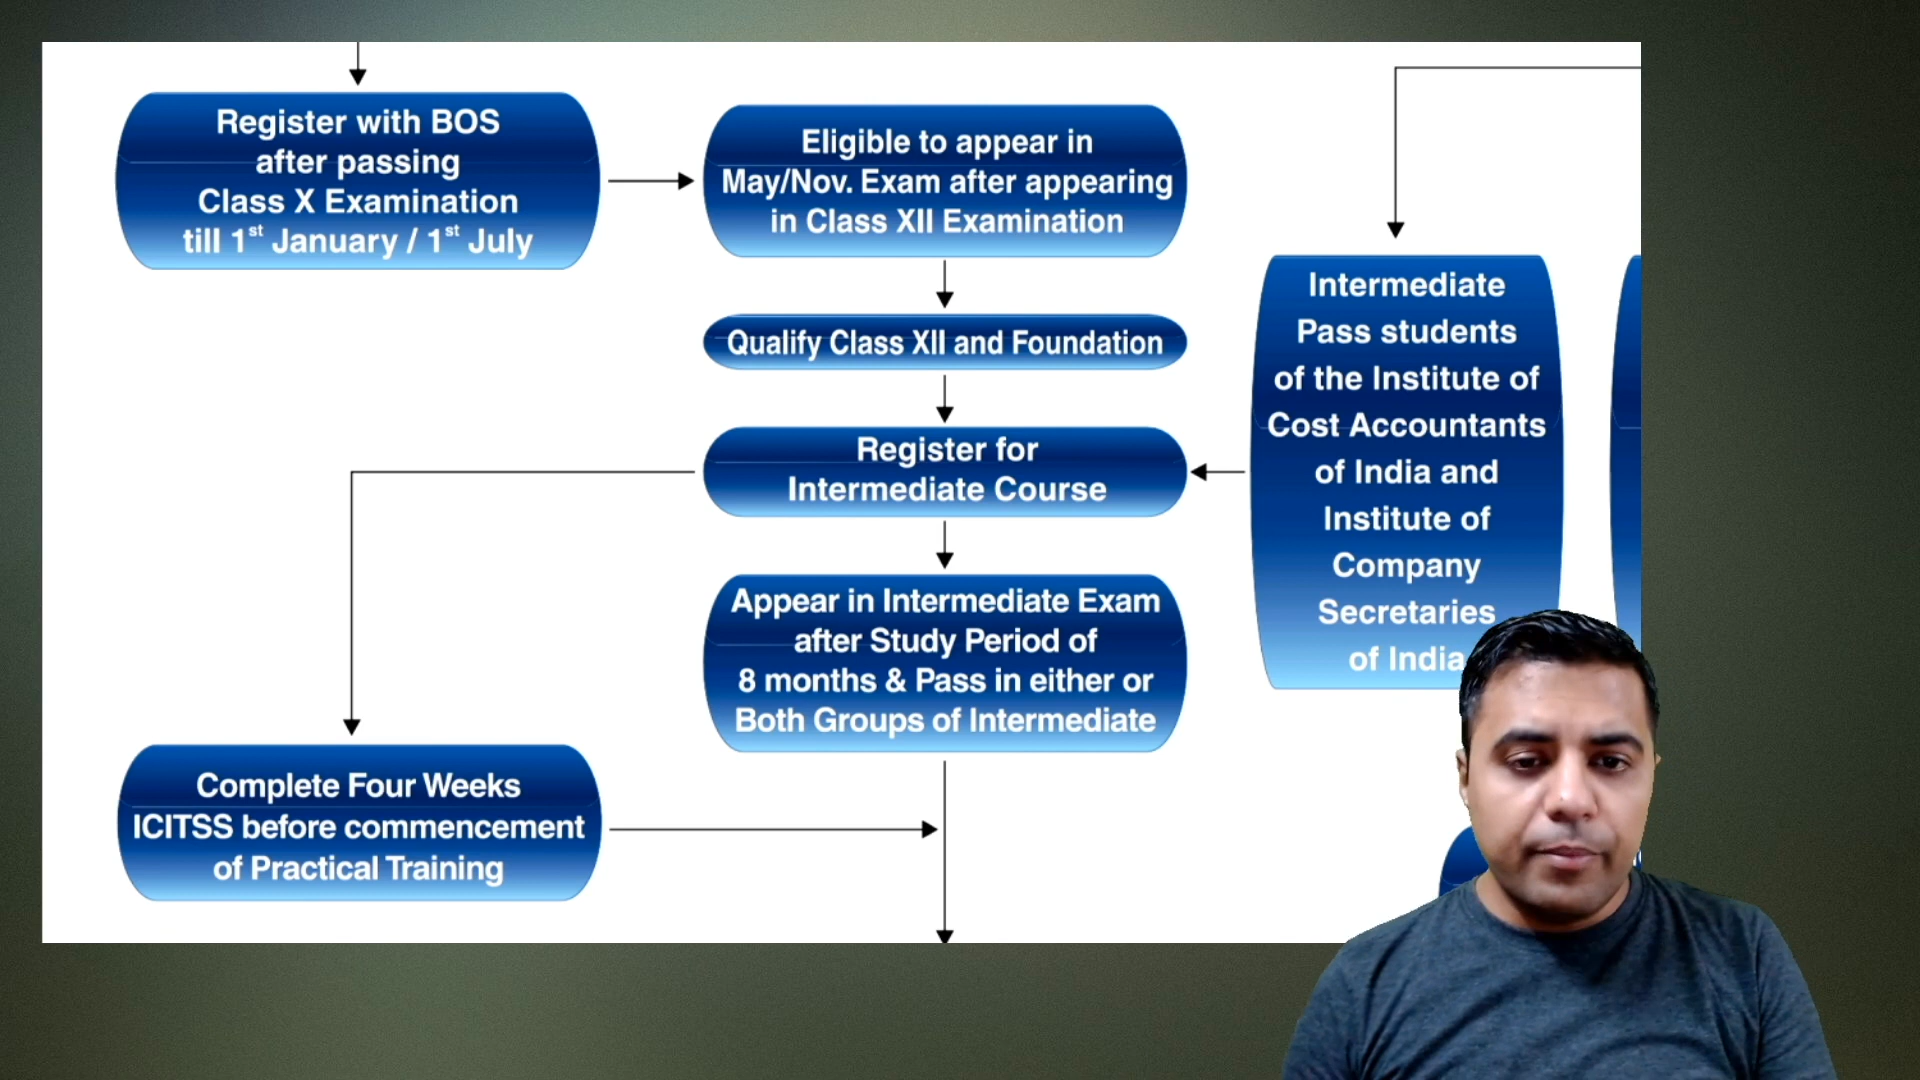 Register with BOS
after passing
Class X Examination
till 1st January / 1st July
Eligible to appear in
May/Nov. Exam after appearing
in Class XII Examination
Qualify Class XII and Foundation
Register for
Intermediate Course
Appear in Intermediate Exam
after Study Period of
8 months & Pass in either or
Both Groups of Intermediate
Intermediate
Pass students
of the Institute of
Cost Accountants
of India and
Institute of
Company
Secretaries
of India
Complete Four Weeks
ICITSS before commencement
of Practical Training